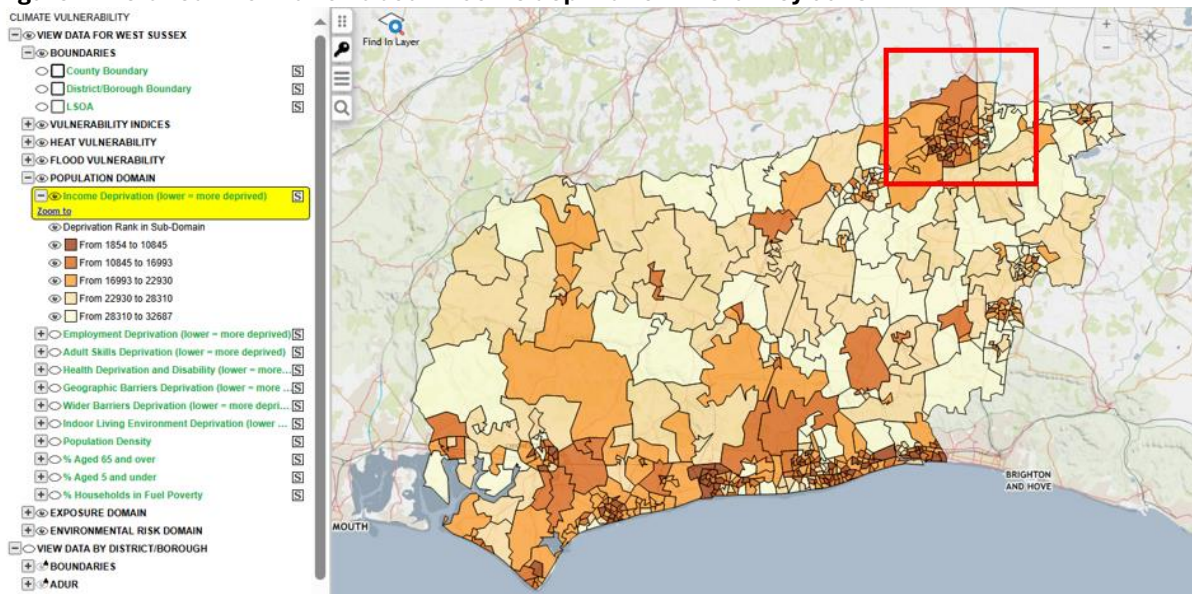 CLIMATE VULNERABILITY
VIEW DATA FOR WEST SUSSEX
BOUNDARIES
County Boundary
District/Borough Boundary
LSOA
VULNERABILITY INDICES
HEAT VULNERABILITY
FLOOD VULNERABILITY
POPULATION DOMAIN
Income Deprivation (lower = more deprived)
Zoom to
Deprivation Rank in Sub-Domain
From 1854 to 10845
From 10845 to 16993
From 16993 to 22930
From 22930 to 28310
From 28310 to 32687
Employment Deprivation (lower = more deprived)
Adult Skills Deprivation (lower = more deprived)
Health Deprivation and Disability (lower = more...
Geographic Barriers Deprivation (lower = more ...
Wider Barriers Deprivation (lower = more depri...
Indoor Living Environment Deprivation (lower ...
Population Density
% Aged 65 and over
% Aged 5 and under
% Households in Fuel Poverty
EXPOSURE DOMAIN
ENVIRONMENTAL RISK DOMAIN
VIEW DATA BY DISTRICT/BOROUGH
BOUNDARIES
ADUR
Find In Layer
BRIGHTON
AND HOVE
MOUTH